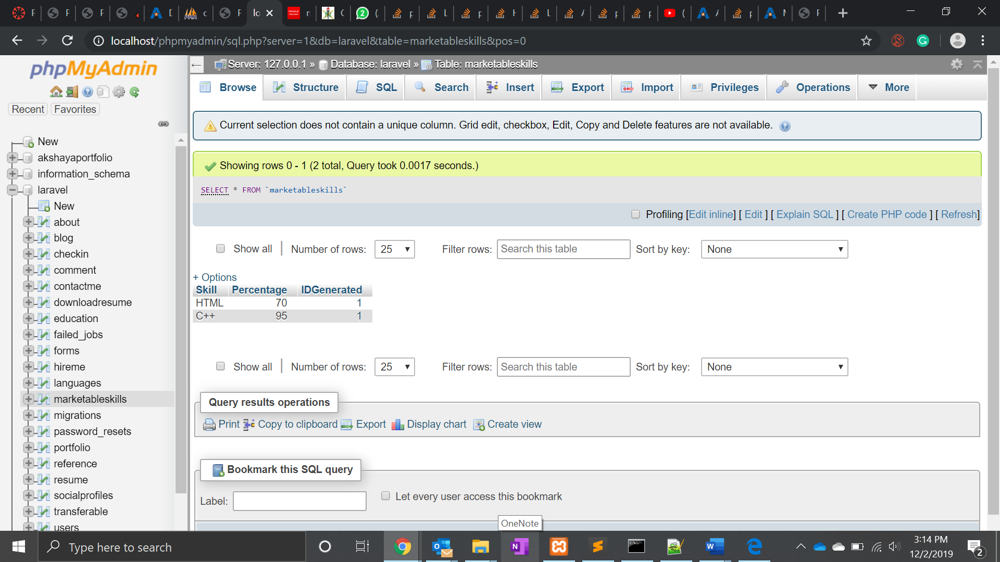 localhost/phpmyadmin/sql.php?server=1&db=laravel&table=marketableskills&pos=0
phpMyAdmin
Recent Favorites
New
akshayaportfolio
information_schema
laravel
New
about
blog
checkin
comment
contactme
downloadresume
education
failed_jobs
forms
hireme
languages
marketableskills
migrations
password_resets
portfolio
reference
resume
socialprofiles
transferable
users
Server: 127.0.0.1 » Database: laravel » Table: marketableskills
Browse Structure SQL Search Insert Export Import Privileges Operations More
Current selection does not contain a unique column. Grid edit, checkbox, Edit, Copy and Delete features are not available.
Showing rows 0 - 1 (2 total, Query took 0.0017 seconds.)
SELECT * FROM `marketableskills`
Profiling [Edit inline] [ Edit ] [ Explain SQL ] [ Create PHP code ] [ Refresh]
Show all Number of rows: 25 Filter rows: Search this table Sort by key: None
+ Options
Skill Percentage IDGenerated
HTML 70 1
C++ 95 1
Show all Number of rows: 25 Filter rows: Search this table Sort by key: None
Query results operations
Print Copy to clipboard Export Display chart Create view
Bookmark this SQL query
Label: Let every user access this bookmark
OneNote
Type here to search
3:14 PM
12/2/2019
2